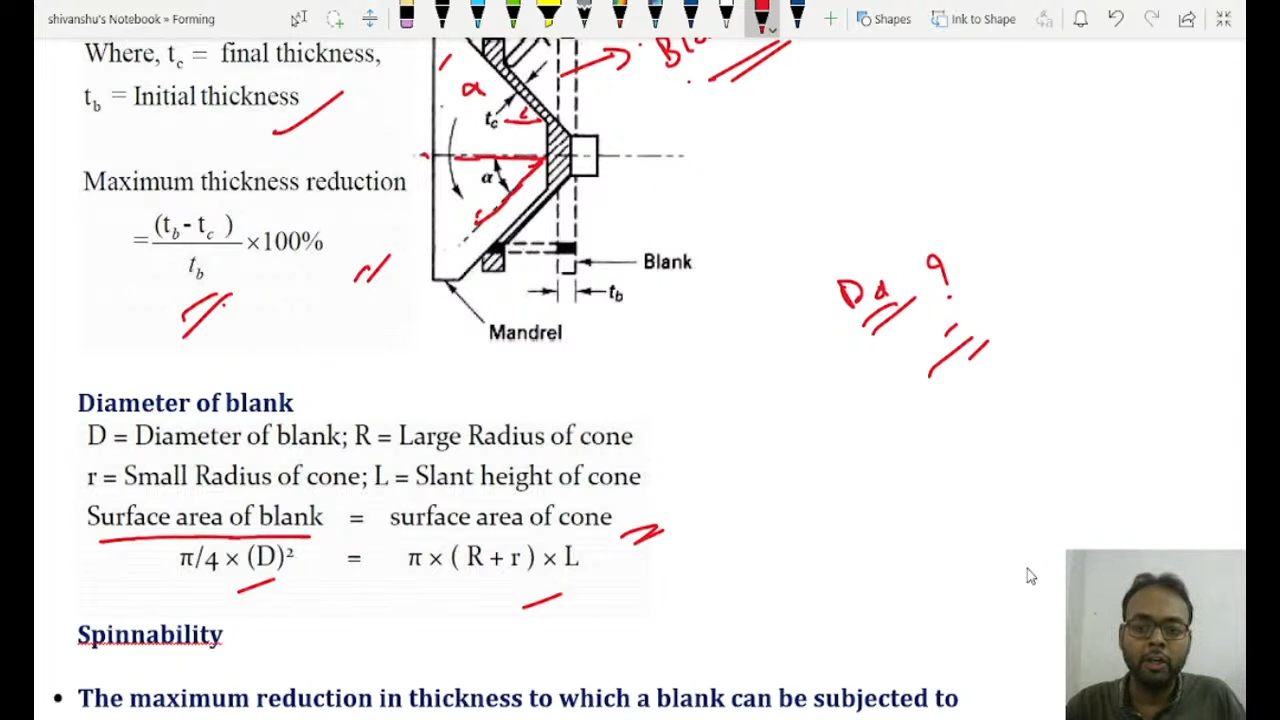 shivanshu's Notebook » Forming
Shapes
Ink to Shape
Where, tc = final thickness,
tb = Initial thickness
Maximum thickness reduction
= (tb - tc) / tb ×100%
α
tc
α
Blank
tb
Mandrel
Dd ?
Diameter of blank
D = Diameter of blank; R = Large Radius of cone
r = Small Radius of cone; L = Slant height of cone
Surface area of blank = surface area of cone
π/4 × (D)² = π × ( R + r ) × L
Spinnability
• The maximum reduction in thickness to which a blank can be subjected to